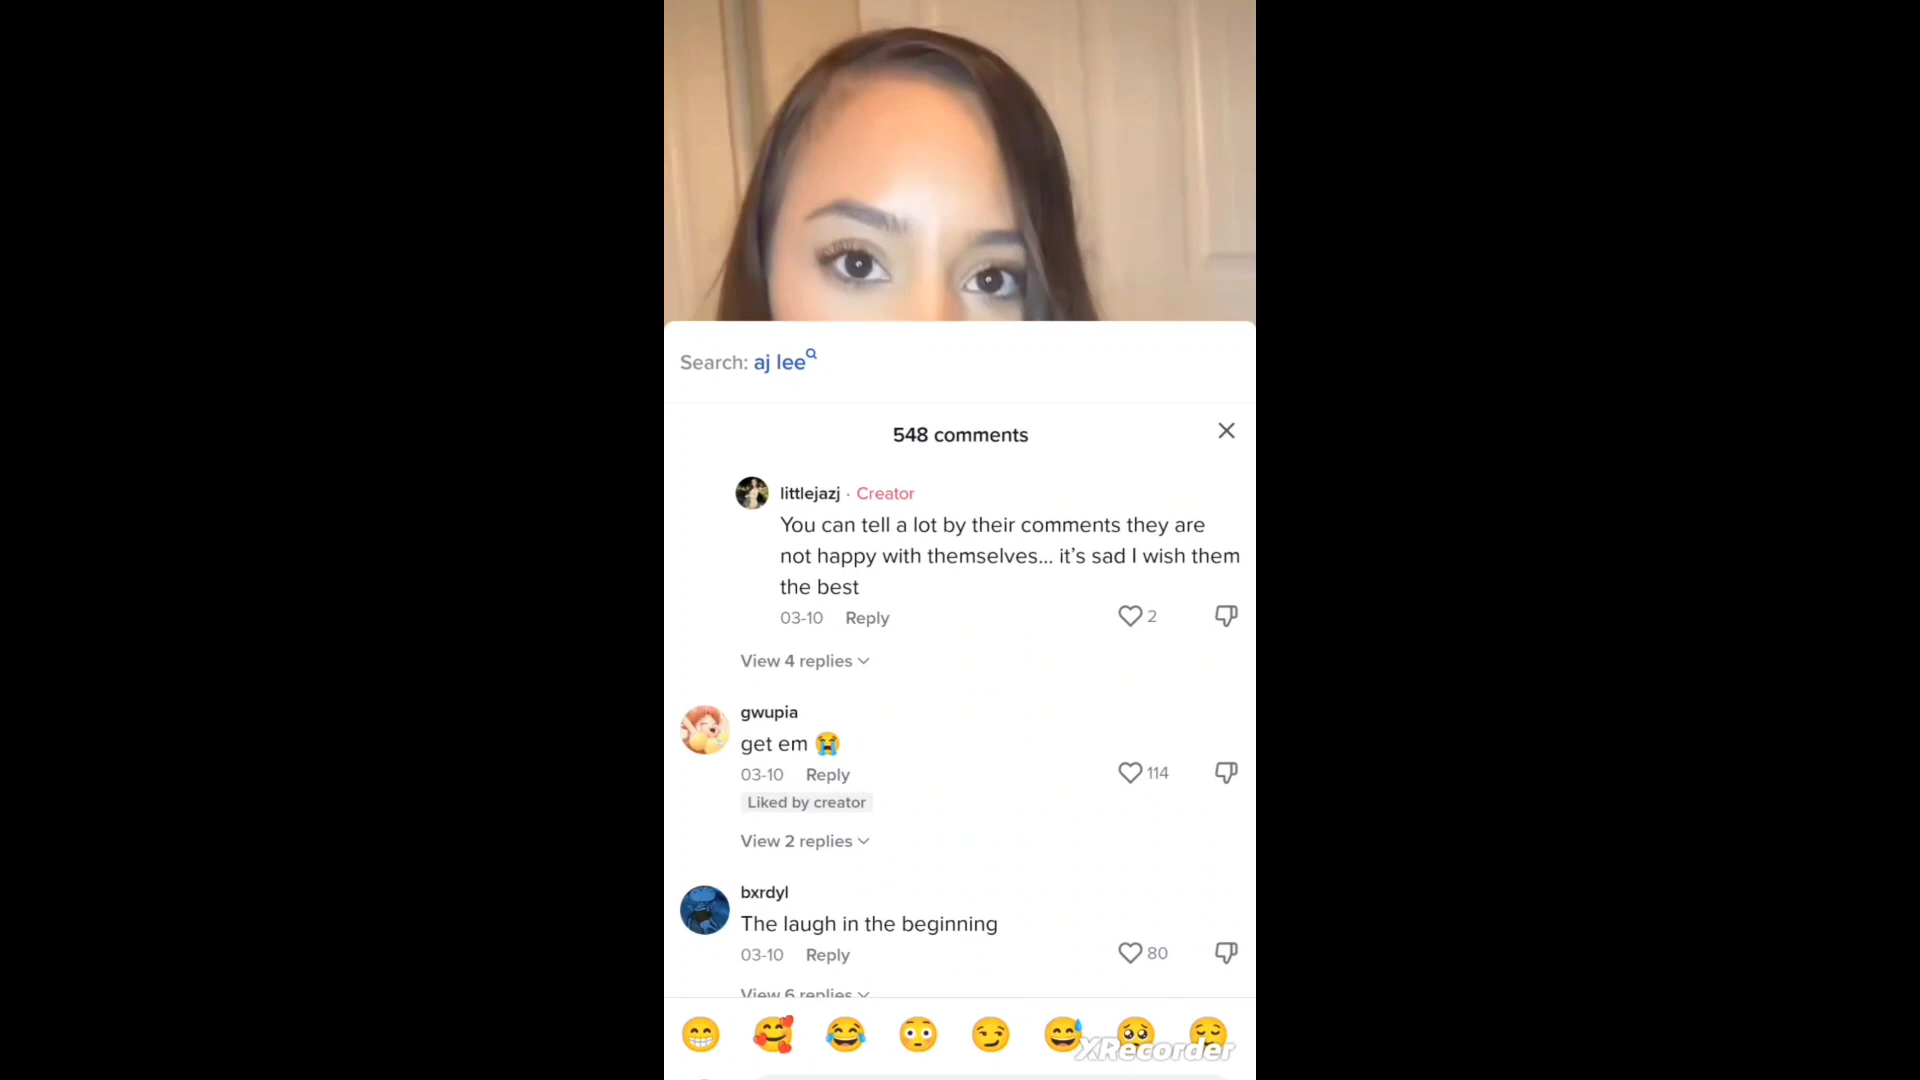 Search: aj lee
548 comments
littlejazj · Creator
You can tell a lot by their comments they are
not happy with themselves... it's sad I wish them
the best
03-10 Reply 2
View 4 replies
gwupia
get em 😭
03-10 Reply 114
Liked by creator
View 2 replies
bxrdyl
The laugh in the beginning
03-10 Reply 80
View 6 replies
XRecorder